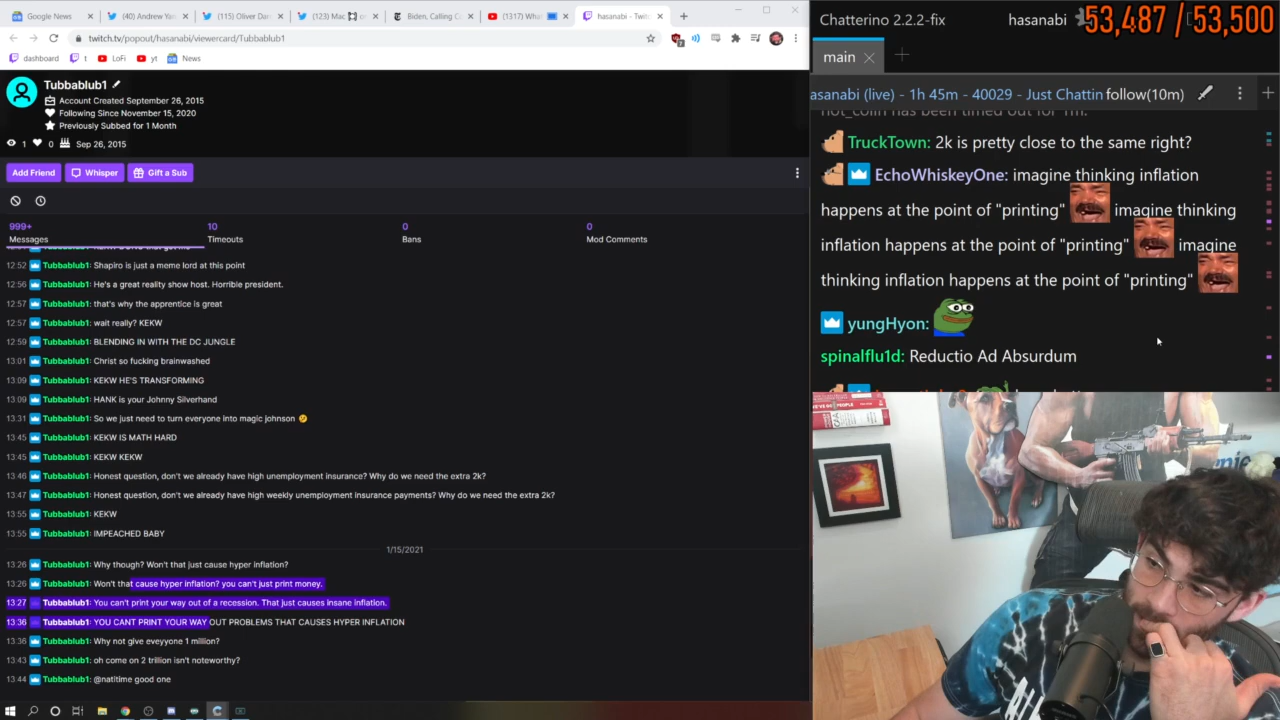 Google News
(40) Andrew Yan
(115) Oliver Dar
(123) Mac
Biden, Calling Co
(1317) Wha
hasanabi - Twitc
twitch.tv/popout/hasanabi/viewercard/Tubbablub1
dashboard
t
LoFi
yt
News
Tubbablub1
Account Created September 26, 2015
Following Since November 15, 2020
Previously Subbed for 1 Month
1 0 Sep 26, 2015
Add Friend
Whisper
Gift a Sub
999+ 10 0 0
Messages Timeouts Bans Mod Comments
12:52 Tubbablub1: Shapiro is just a meme lord at this point
12:56 Tubbablub1: He's a great reality show host. Horrible president.
12:57 Tubbablub1: that's why the apprentice is great
12:57 Tubbablub1: wait really? KEKW
12:59 Tubbablub1: BLENDING IN WITH THE DC JUNGLE
13:01 Tubbablub1: Christ so fucking brainwashed
13:09 Tubbablub1: KEKW HE'S TRANSFORMING
13:09 Tubbablub1: HANK is your Johnny Silverhand
13:31 Tubbablub1: So we just need to turn everyone into magic johnson
13:45 Tubbablub1: KEKW IS MATH HARD
13:45 Tubbablub1: KEKW KEKW
13:46 Tubbablub1: Honest question, don't we already have high unemployment insurance? Why do we need the extra 2k?
13:47 Tubbablub1: Honest question, don't we already have high weekly unemployment insurance payments? Why do we need the extra 2k?
13:55 Tubbablub1: KEKW
13:55 Tubbablub1: IMPEACHED BABY
1/15/2021
13:26 Tubbablub1: Why though? Won't that just cause hyper inflation?
13:26 Tubbablub1: Won't that cause hyper inflation? you can't just print money.
13:27 Tubbablub1: You can't print your way out of a recession. That just causes insane inflation.
13:36 Tubbablub1: YOU CANT PRINT YOUR WAY OUT PROBLEMS THAT CAUSES HYPER INFLATION
13:36 Tubbablub1: Why not give eveyyone 1 million?
13:43 Tubbablub1: oh come on 2 trillion isn't noteworthy?
13:44 Tubbablub1: @natitime good one
Chatterino 2.2.2-fix
hasanabi
53,487 / 53,500
main
asanabi (live) - 1h 45m - 40029 - Just Chattin follow(10m)
not_colin has been timed out for 1m.
TruckTown: 2k is pretty close to the same right?
EchoWhiskeyOne: imagine thinking inflation
happens at the point of "printing" imagine thinking
inflation happens at the point of "printing" imagine
thinking inflation happens at the point of "printing"
yungHyon:
spinalflu1d: Reductio Ad Absurdum